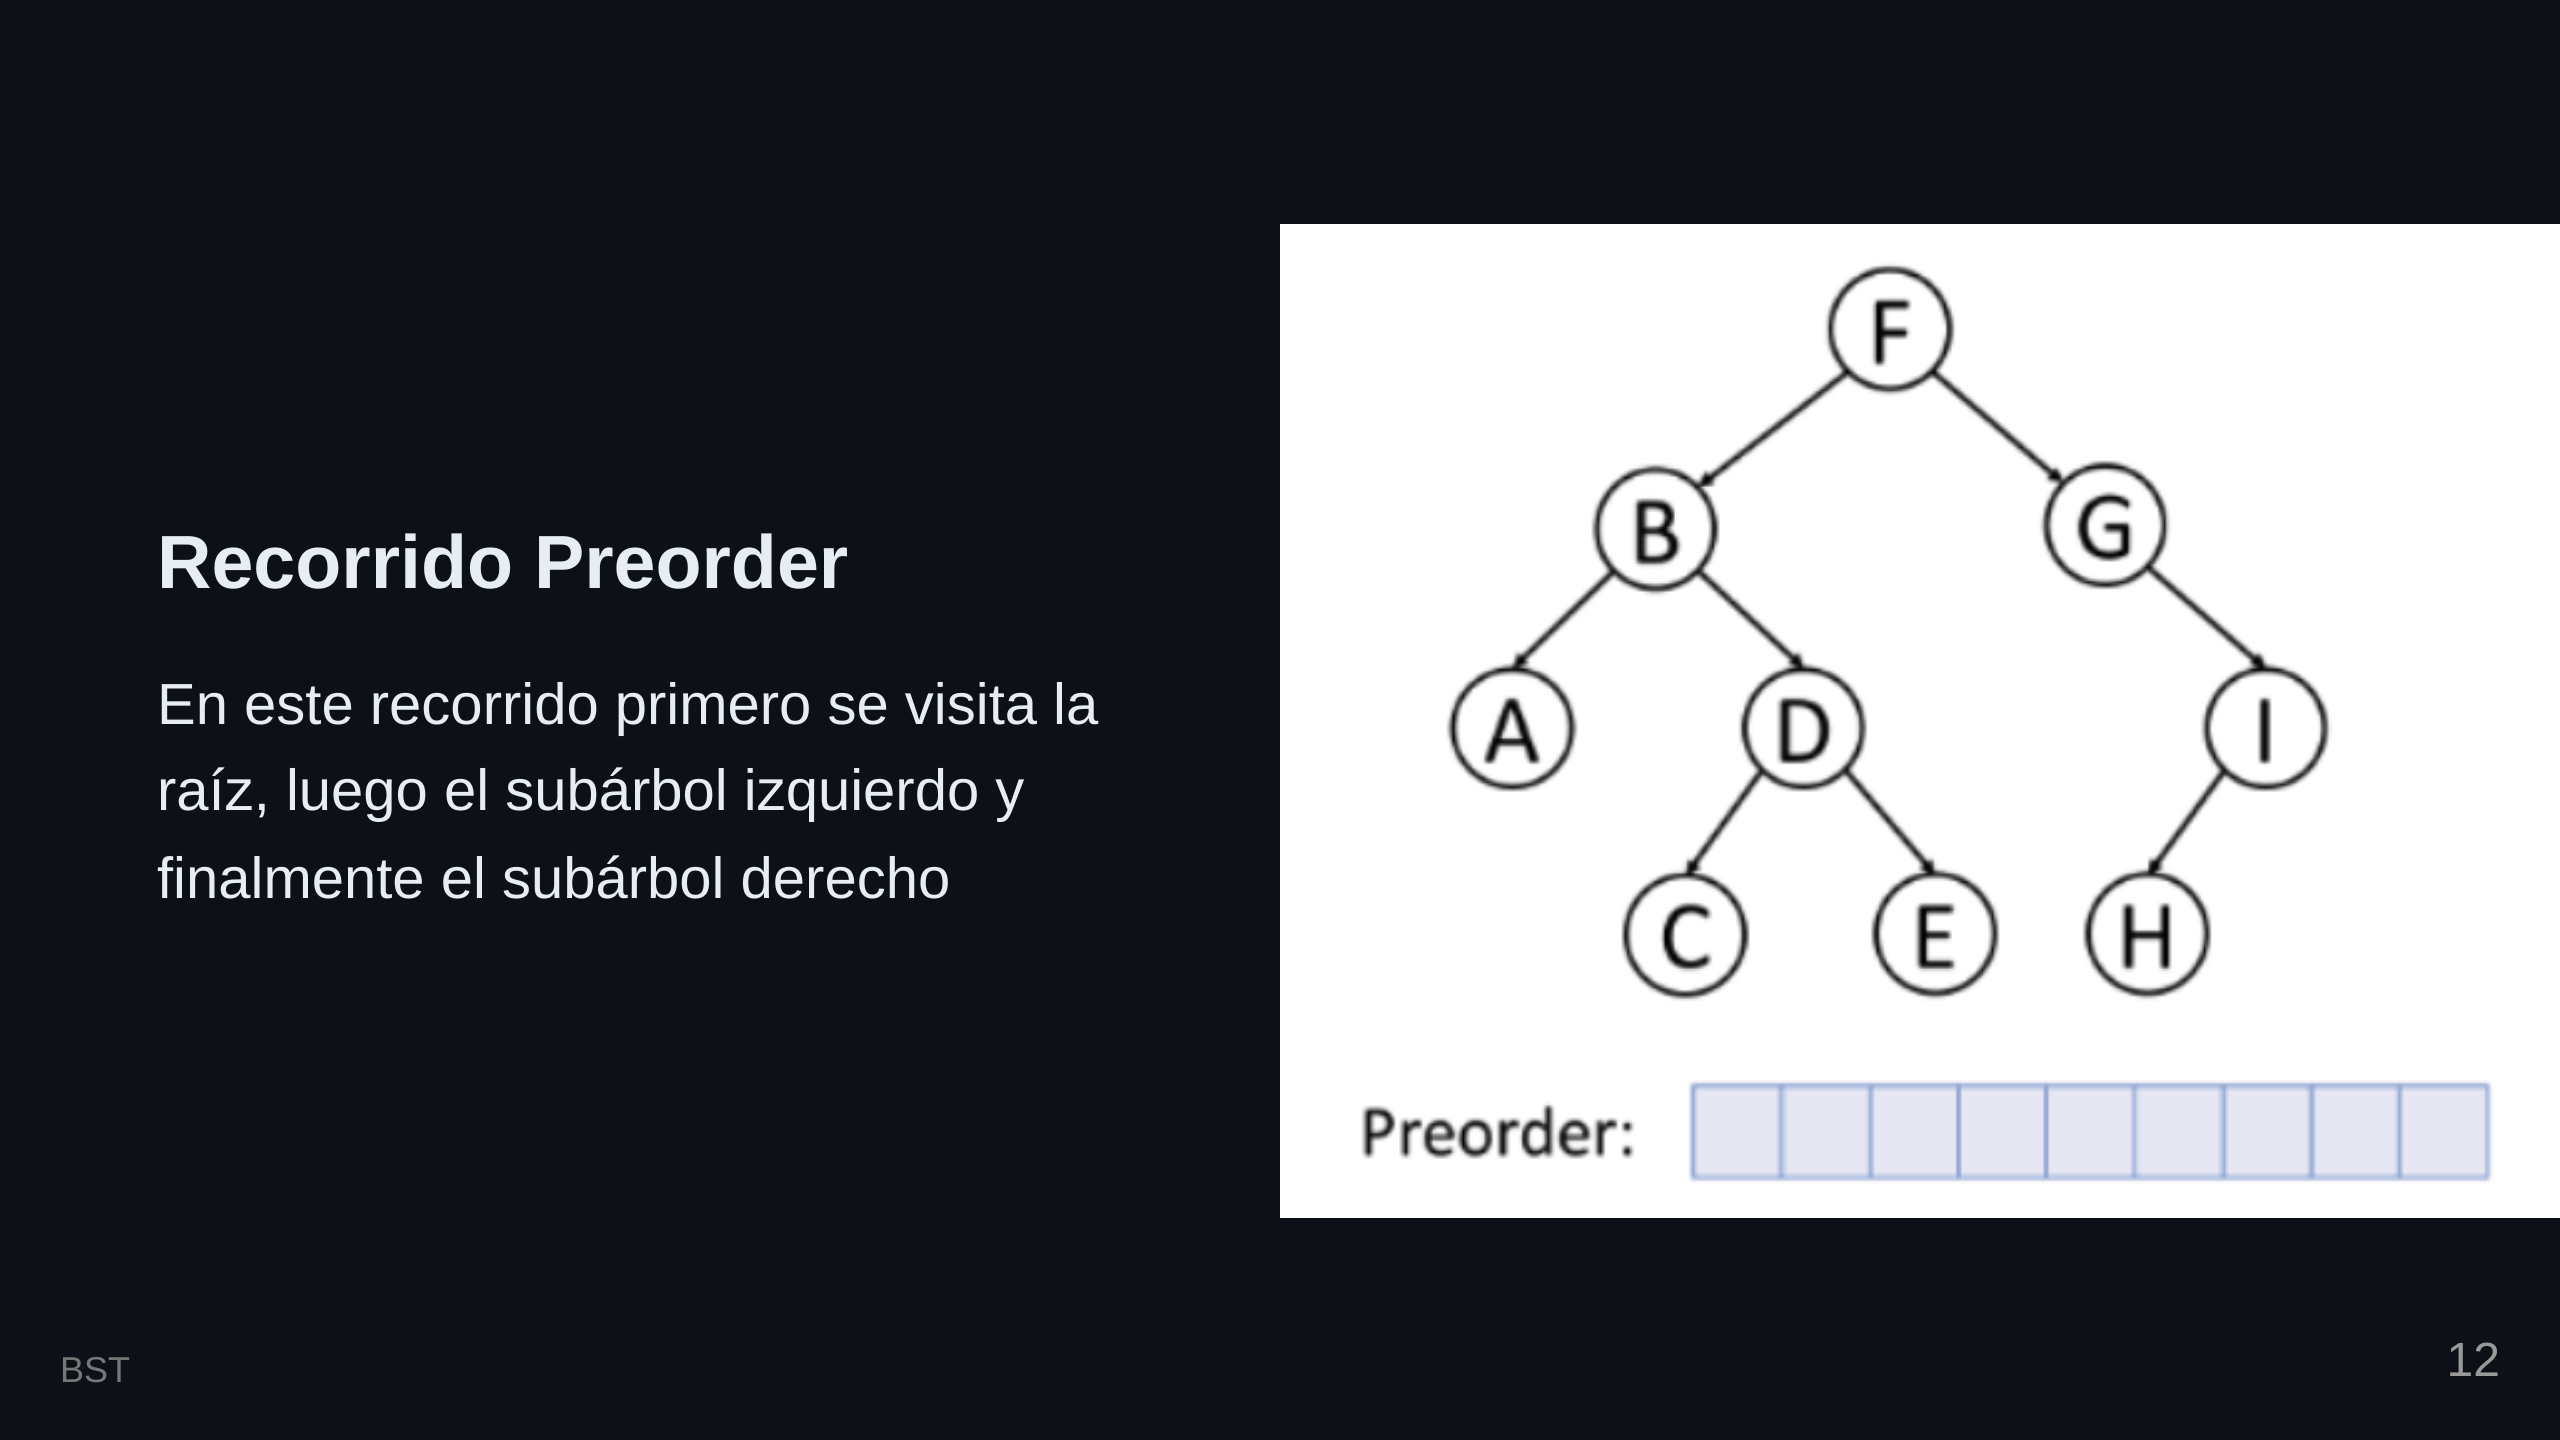 Recorrido Preorder
En este recorrido primero se visita la
raíz, luego el subárbol izquierdo y
finalmente el subárbol derecho
F
B
G
A
D
I
C
E
H
Preorder:
BST
12